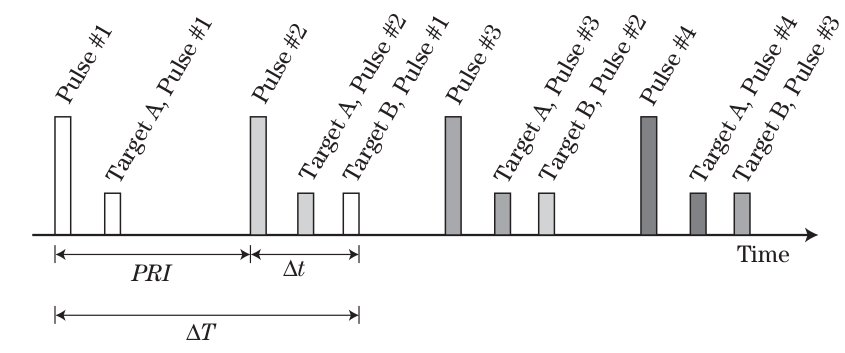 Pulse #1
Target A, Pulse #1
Pulse #2
Target A, Pulse #2
Target B, Pulse #1
Pulse #3
Target A, Pulse #3
Target B, Pulse #2
Pulse #4
Target A, Pulse #4
Target B, Pulse #3
Time
PRI
Δt
ΔT